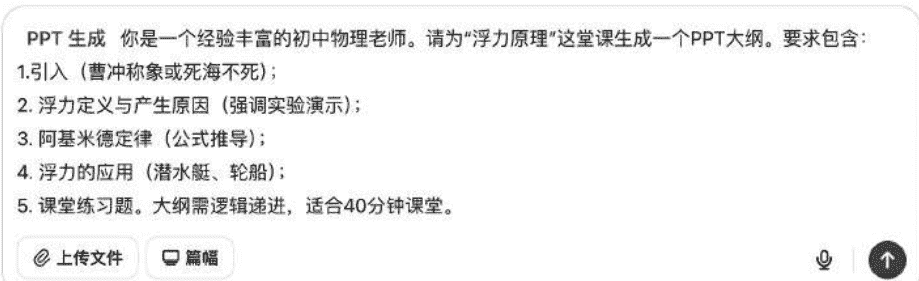 PPT 生成 你是一个经验丰富的初中物理老师。请为“浮力原理”这堂课生成一个PPT大纲。要求包含：
1.引入（曹冲称象或死海不死）；
2. 浮力定义与产生原因（强调实验演示）；
3. 阿基米德定律（公式推导）；
4. 浮力的应用（潜水艇、轮船）；
5. 课堂练习题。大纲需逻辑递进，适合40分钟课堂。
上传文件 篇幅